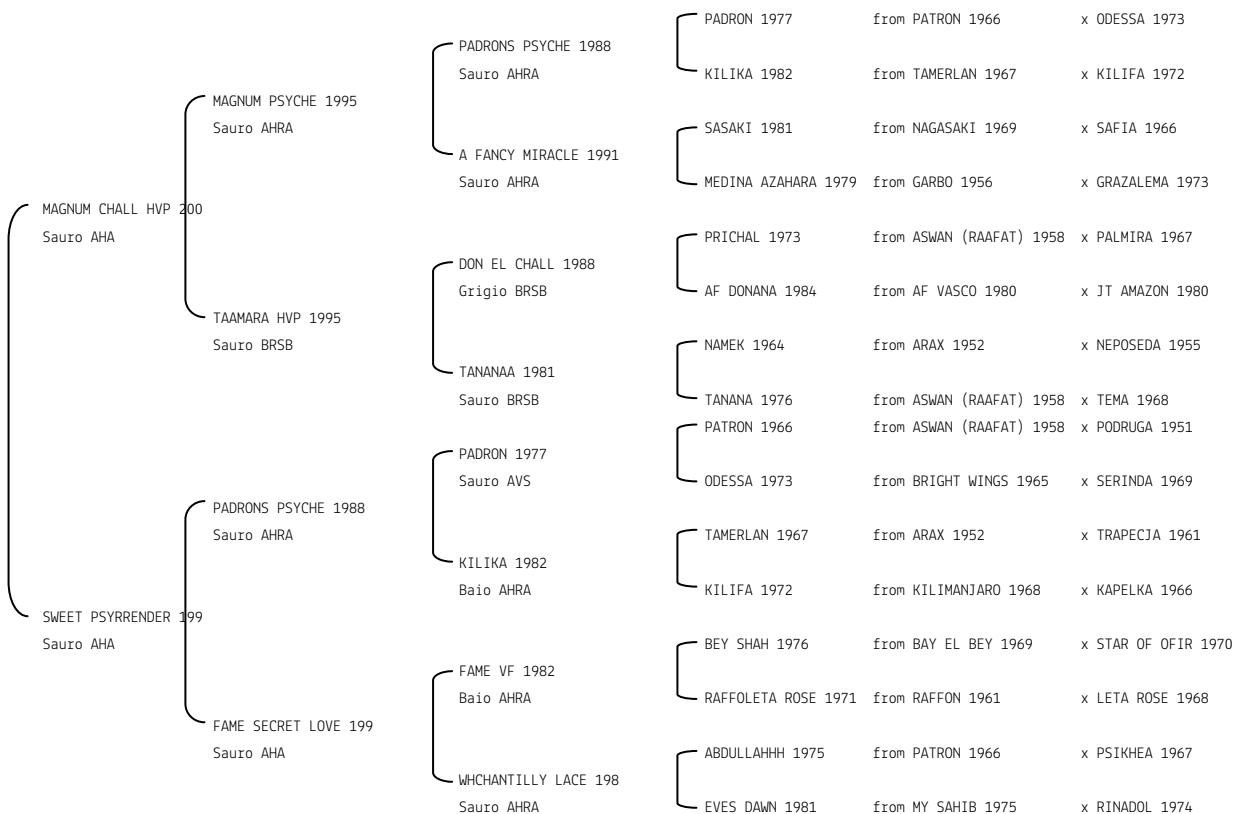 PADRON 1977 from PATRON 1966 x ODESSA 1973
PADRONS PSYCHE 1988
Sauro AHRA
KILIKA 1982 from TAMERLAN 1967 x KILIFA 1972
MAGNUM PSYCHE 1995
Sauro AHRA
SASAKI 1981 from NAGASAKI 1969 x SAFIA 1966
A FANCY MIRACLE 1991
Sauro AHRA
MEDINA AZAHARA 1979 from GARBO 1956 x GRAZALEMA 1973
MAGNUM CHALL HVP 200
Sauro AHA
PRICHAL 1973 from ASWAN (RAAFAT) 1958 x PALMIRA 1967
DON EL CHALL 1988
Grigio BRSB
AF DONANA 1984 from AF VASCO 1980 x JT AMAZON 1980
TAAMARA HVP 1995
Sauro BRSB
NAMEK 1964 from ARAX 1952 x NEPOSEDA 1955
TANANAA 1981
Sauro BRSB
TANANA 1976 from ASWAN (RAAFAT) 1958 x TEMA 1968
PATRON 1966 from ASWAN (RAAFAT) 1958 x PODRUGA 1951
PADRON 1977
Sauro AVS
ODESSA 1973 from BRIGHT WINGS 1965 x SERINDA 1969
PADRONS PSYCHE 1988
Sauro AHRA
TAMERLAN 1967 from ARAX 1952 x TRAPECJA 1961
KILIKA 1982
Baio AHRA
KILIFA 1972 from KILIMANJARO 1968 x KAPELKA 1966
SWEET PSYRRENDER 199
Sauro AHA
BEY SHAH 1976 from BAY EL BEY 1969 x STAR OF OFIR 1970
FAME VF 1982
Baio AHRA
RAFFOLETA ROSE 1971 from RAFFON 1961 x LETA ROSE 1968
FAME SECRET LOVE 199
Sauro AHA
ABDULLAHHH 1975 from PATRON 1966 x PSIKHEA 1967
WHCHANTILLY LACE 198
Sauro AHRA
EVES DAWN 1981 from MY SAHIB 1975 x RINADOL 1974